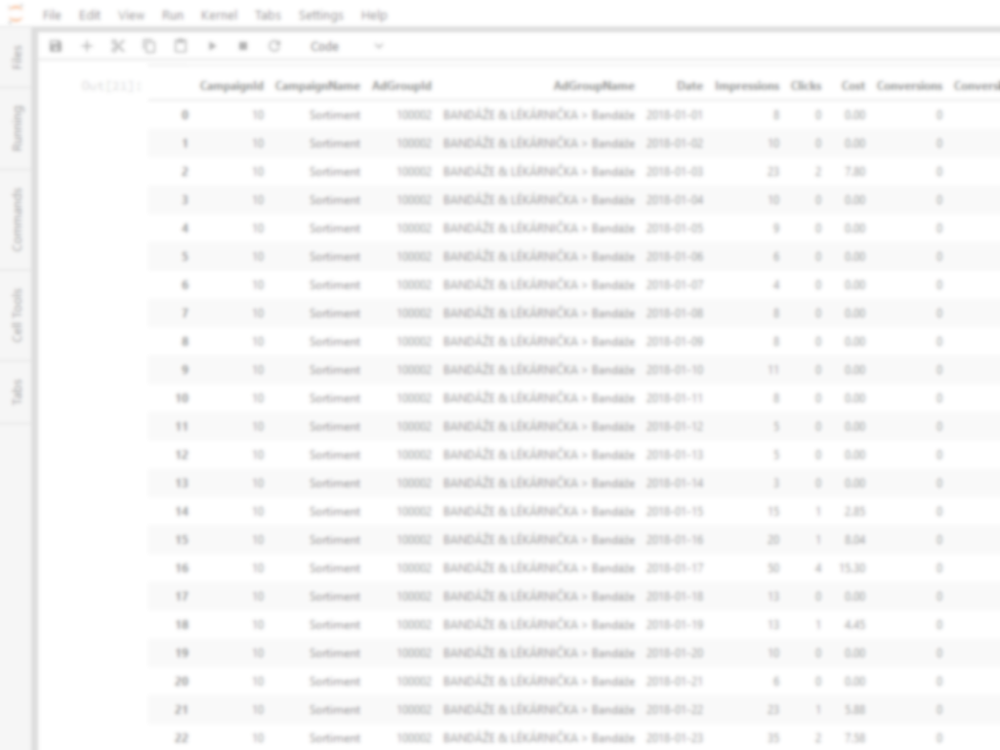 File Edit View Run Kernel Tabs Settings Help
Code
Files
Running
Commands
Cell Tools
Tabs
Out[21]:
CampaignId CampaignName AdGroupId AdGroupName Date Impressions Clicks Cost Conversions
0 10 Sortiment 100002 BANDÁŽE & LÉKÁRNIČKA > Bandáže 2018-01-01 8 0 0.00 0
1 10 Sortiment 100002 BANDÁŽE & LÉKÁRNIČKA > Bandáže 2018-01-02 10 0 0.00 0
2 10 Sortiment 100002 BANDÁŽE & LÉKÁRNIČKA > Bandáže 2018-01-03 23 2 7.80 0
3 10 Sortiment 100002 BANDÁŽE & LÉKÁRNIČKA > Bandáže 2018-01-04 10 0 0.00 0
4 10 Sortiment 100002 BANDÁŽE & LÉKÁRNIČKA > Bandáže 2018-01-05 9 0 0.00 0
5 10 Sortiment 100002 BANDÁŽE & LÉKÁRNIČKA > Bandáže 2018-01-06 6 0 0.00 0
6 10 Sortiment 100002 BANDÁŽE & LÉKÁRNIČKA > Bandáže 2018-01-07 4 0 0.00 0
7 10 Sortiment 100002 BANDÁŽE & LÉKÁRNIČKA > Bandáže 2018-01-08 8 0 0.00 0
8 10 Sortiment 100002 BANDÁŽE & LÉKÁRNIČKA > Bandáže 2018-01-09 8 0 0.00 0
9 10 Sortiment 100002 BANDÁŽE & LÉKÁRNIČKA > Bandáže 2018-01-10 11 0 0.00 0
10 10 Sortiment 100002 BANDÁŽE & LÉKÁRNIČKA > Bandáže 2018-01-11 8 0 0.00 0
11 10 Sortiment 100002 BANDÁŽE & LÉKÁRNIČKA > Bandáže 2018-01-12 5 0 0.00 0
12 10 Sortiment 100002 BANDÁŽE & LÉKÁRNIČKA > Bandáže 2018-01-13 5 0 0.00 0
13 10 Sortiment 100002 BANDÁŽE & LÉKÁRNIČKA > Bandáže 2018-01-14 3 0 0.00 0
14 10 Sortiment 100002 BANDÁŽE & LÉKÁRNIČKA > Bandáže 2018-01-15 15 1 2.85 0
15 10 Sortiment 100002 BANDÁŽE & LÉKÁRNIČKA > Bandáže 2018-01-16 20 1 8.04 0
16 10 Sortiment 100002 BANDÁŽE & LÉKÁRNIČKA > Bandáže 2018-01-17 50 4 15.30 0
17 10 Sortiment 100002 BANDÁŽE & LÉKÁRNIČKA > Bandáže 2018-01-18 13 0 0.00 0
18 10 Sortiment 100002 BANDÁŽE & LÉKÁRNIČKA > Bandáže 2018-01-19 13 1 4.45 0
19 10 Sortiment 100002 BANDÁŽE & LÉKÁRNIČKA > Bandáže 2018-01-20 10 0 0.00 0
20 10 Sortiment 100002 BANDÁŽE & LÉKÁRNIČKA > Bandáže 2018-01-21 6 0 0.00 0
21 10 Sortiment 100002 BANDÁŽE & LÉKÁRNIČKA > Bandáže 2018-01-22 23 1 5.88 0
22 10 Sortiment 100002 BANDÁŽE & LÉKÁRNIČKA > Bandáže 2018-01-23 35 2 7.58 0